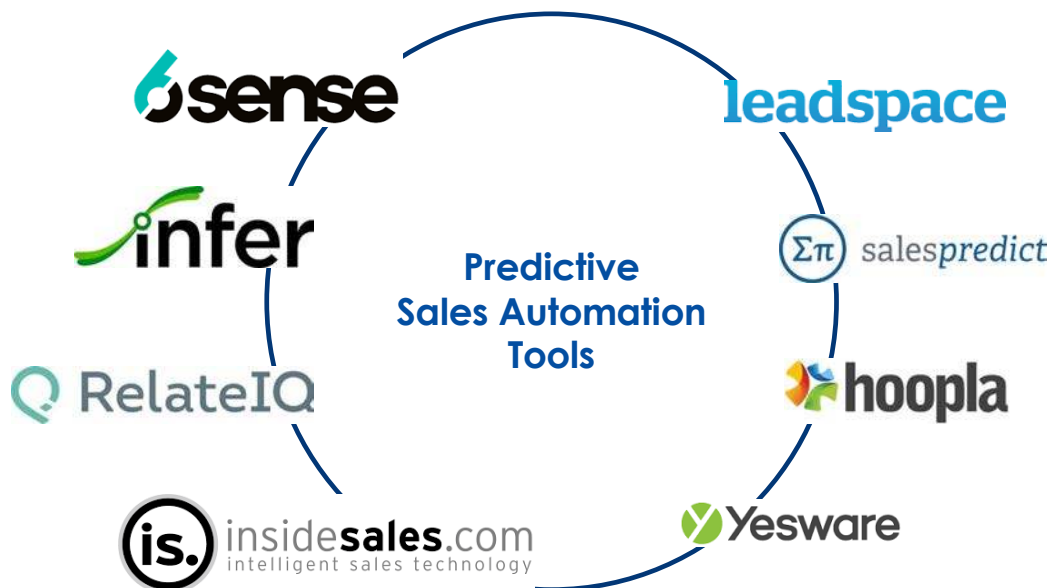 6sense
leadspace
infer
Σπ salespredict
Predictive
Sales Automation
Tools
RelateIQ
hoopla
is. insidesales.com
intelligent sales technology
Yesware